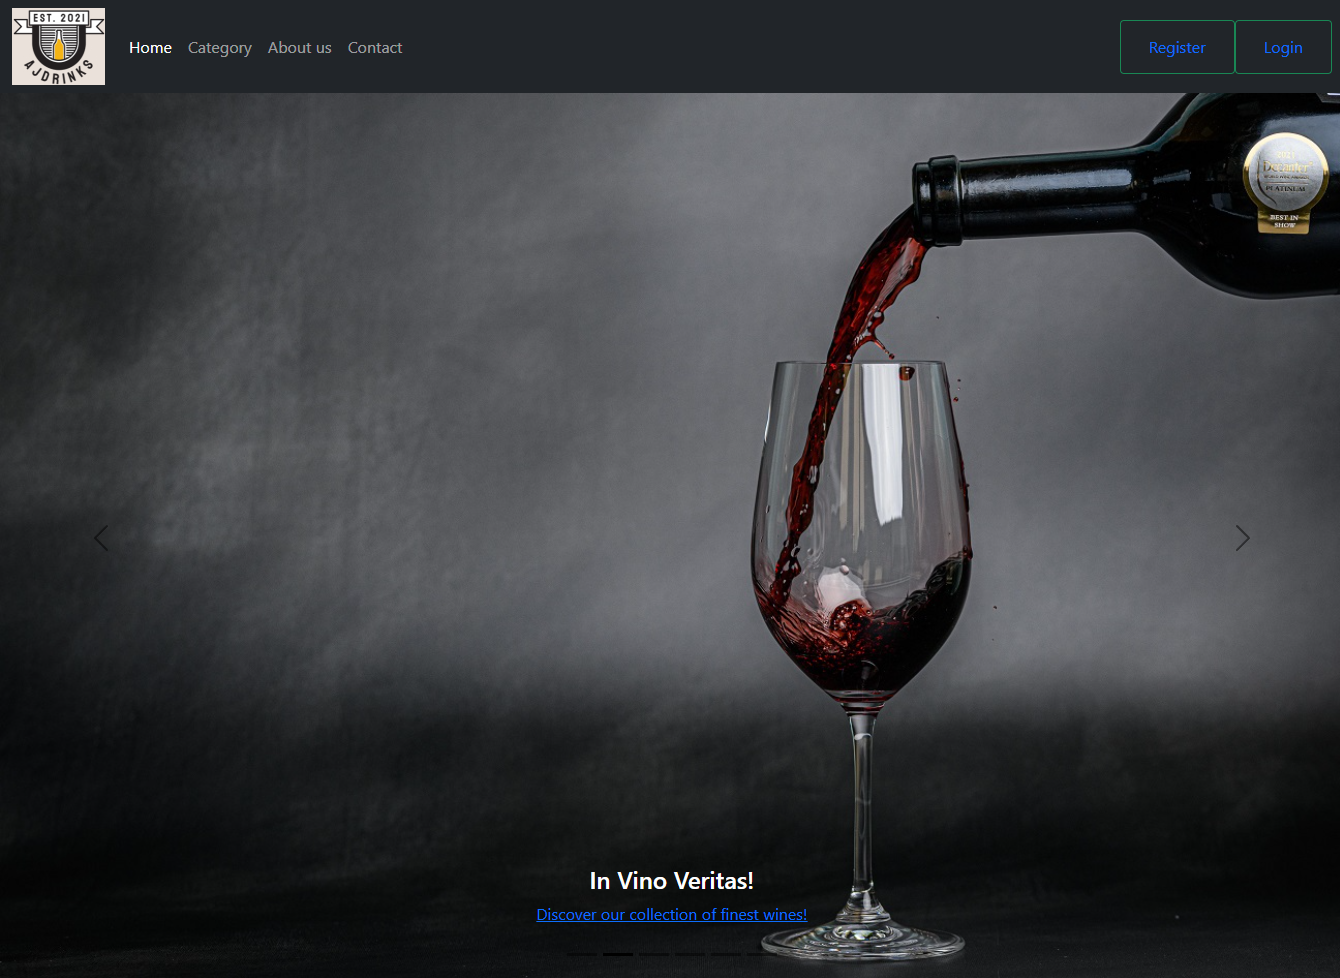 EST. 2021
AJDRINKS
Home
Category
About us
Contact
Register
Login
Decanter
PLATINUM
BEST IN
SHOW
In Vino Veritas!
Discover our collection of finest wines!